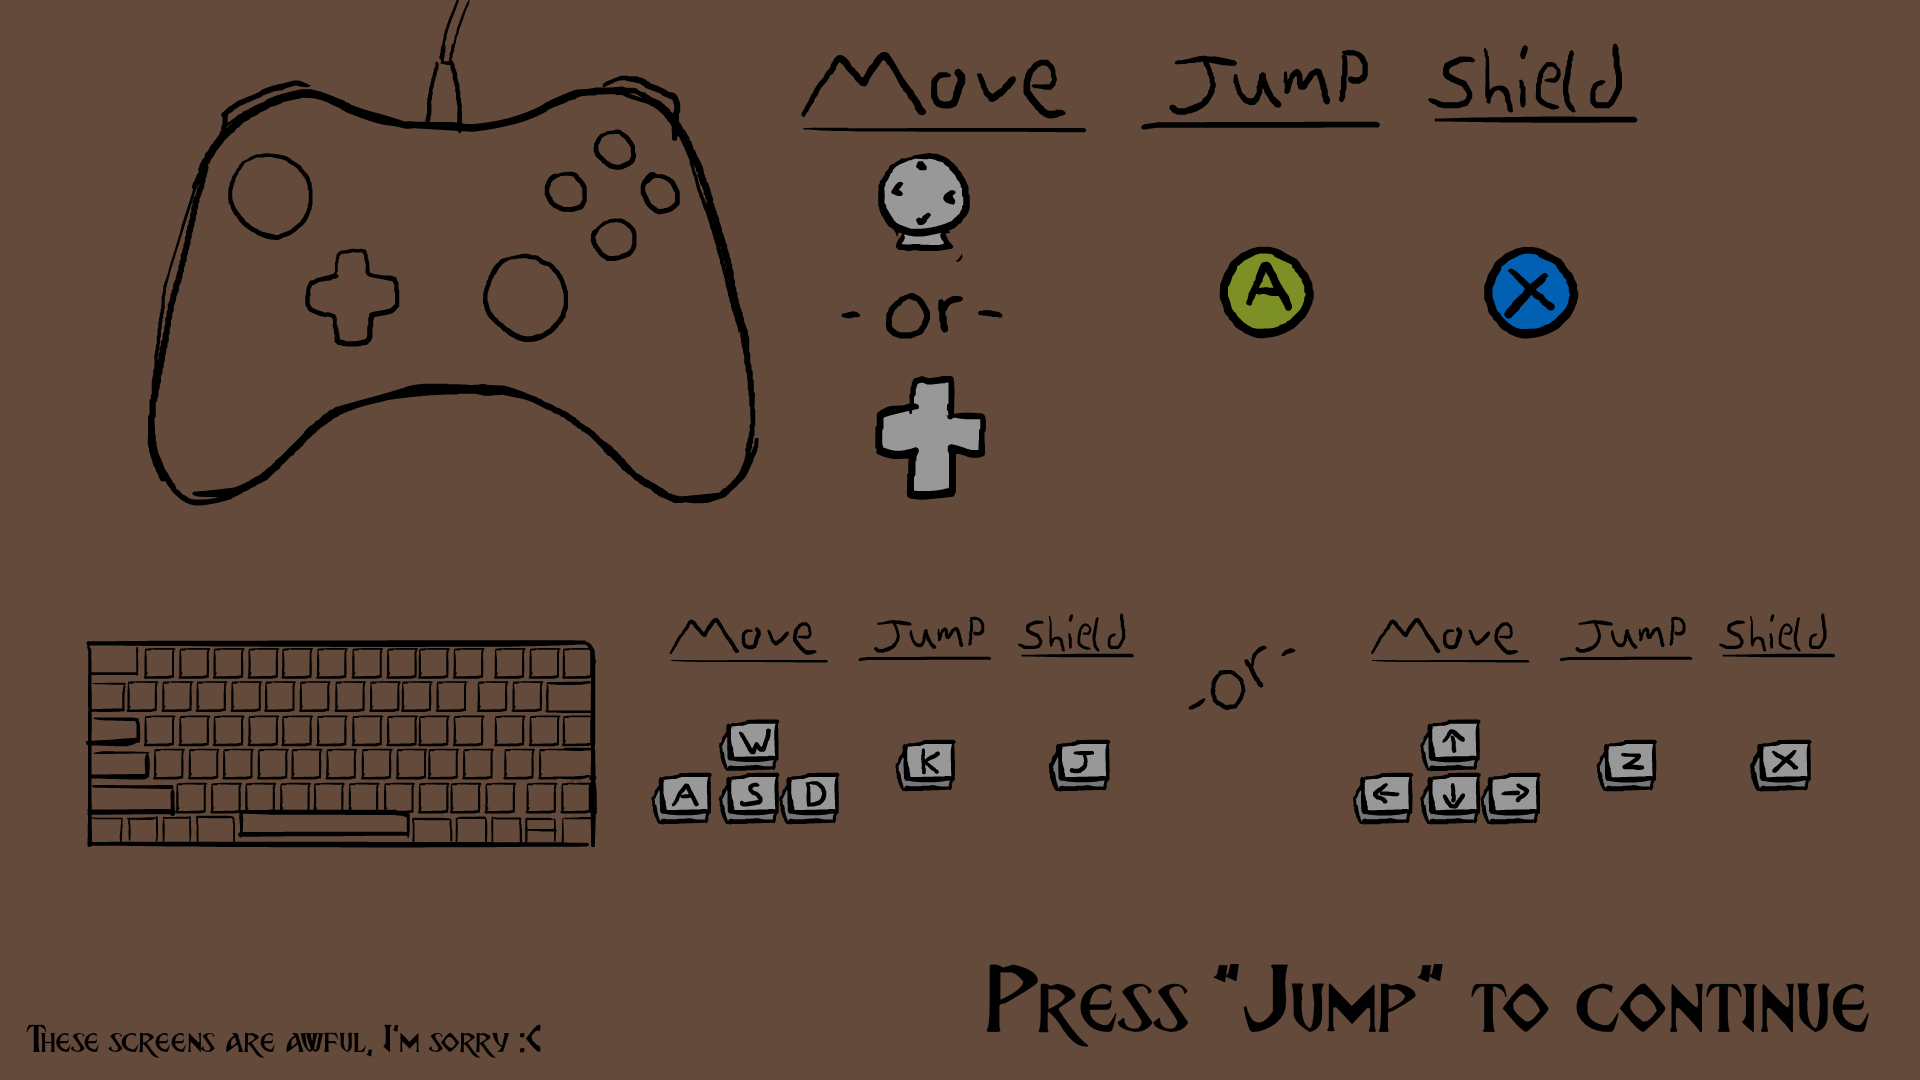 Move Jump Shield
-or-
A X
Move Jump Shield -or- Move Jump Shield
W K J ↑ Z X
A S D ← ↓ →
Press "Jump" to continue
These screens are awful, I'm sorry :<